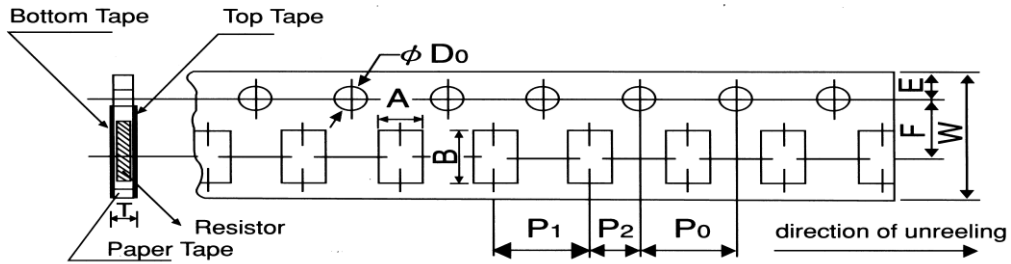 Bottom Tape
Top Tape
φ D0
A
E
B
F
W
T
Resistor
P1
P2
P0
direction of unreeling
Paper Tape